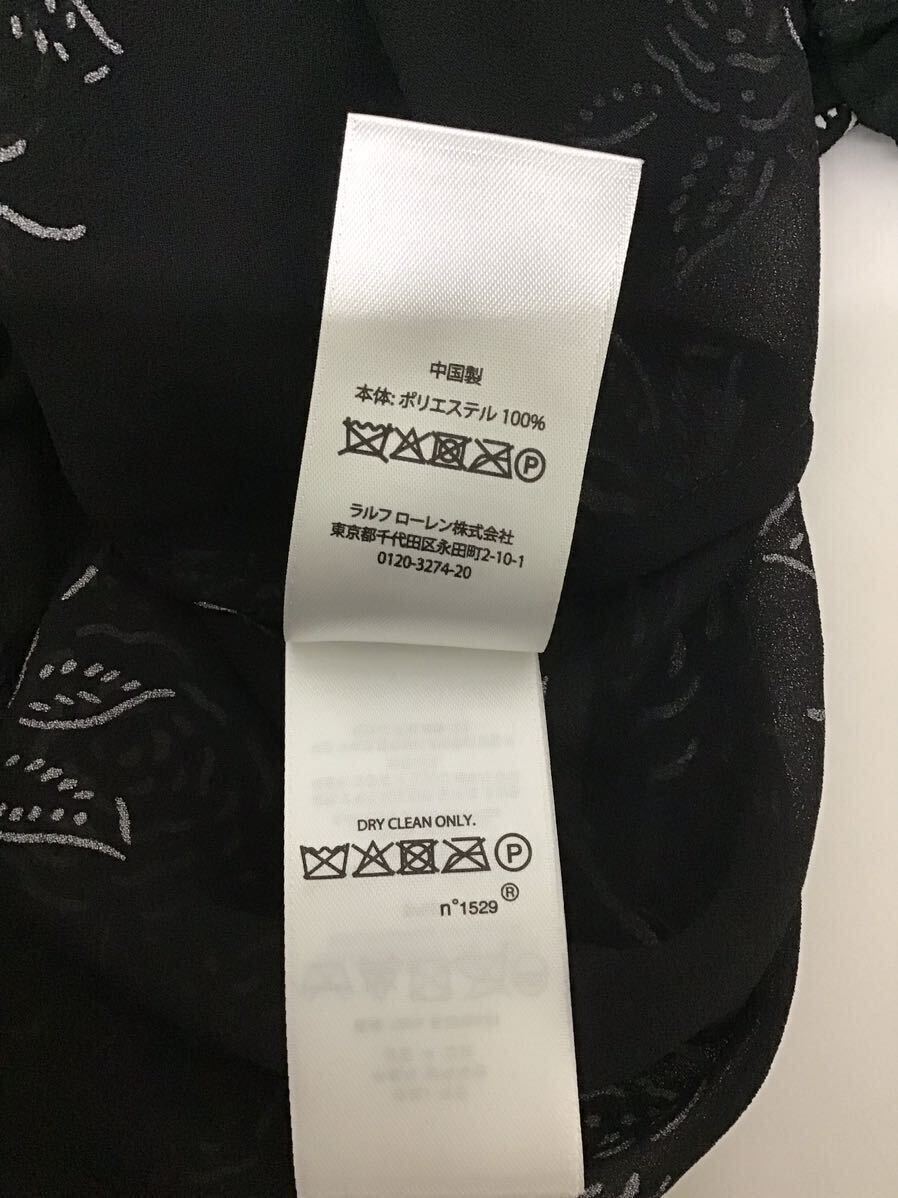 中国製
本体: ポリエステル 100%
P
ラルフ ローレン株式会社
東京都千代田区永田町2-10-1
0120-3274-20
DRY CLEAN ONLY.
P
n°1529 ®